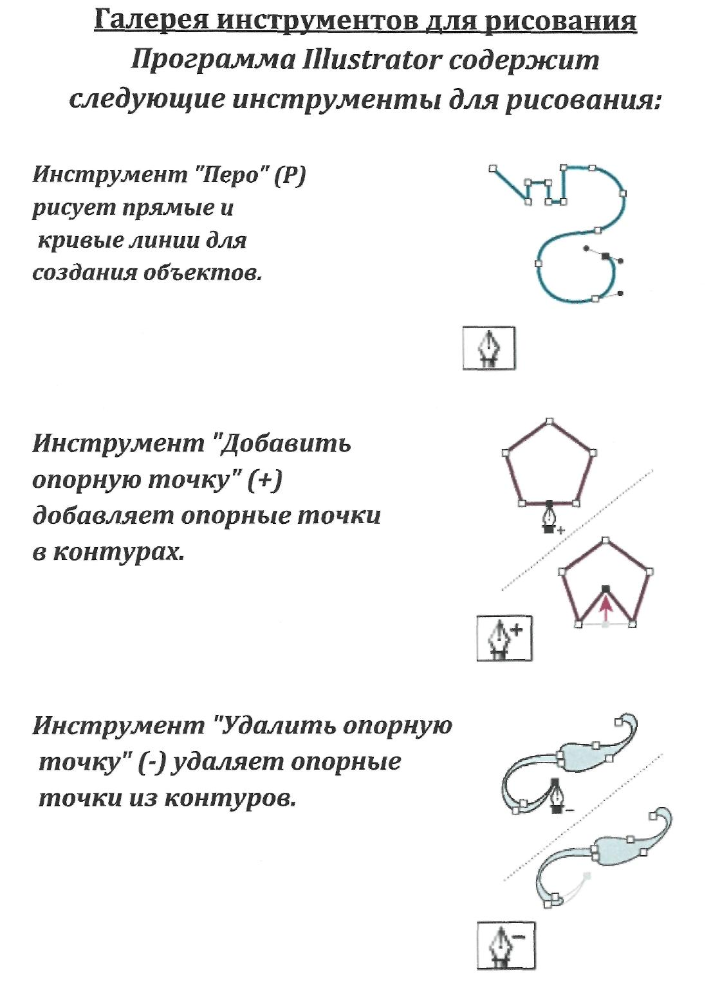 Галерея инструментов для рисования
Программа Illustrator содержит
следующие инструменты для рисования:
Инструмент "Перо" (P)
рисует прямые и
кривые линии для
создания объектов.
Инструмент "Добавить
опорную точку" (+)
добавляет опорные точки
в контурах.
Инструмент "Удалить опорную
точку" (-) удаляет опорные
точки из контуров.